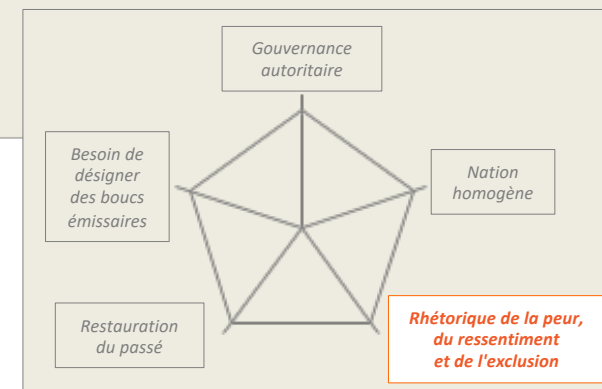 Gouvernance
autoritaire
Besoin de
désigner
des boucs
émissaires
Nation
homogène
Restauration
du passé
Rhétorique de la peur,
du ressentiment
et de l'exclusion